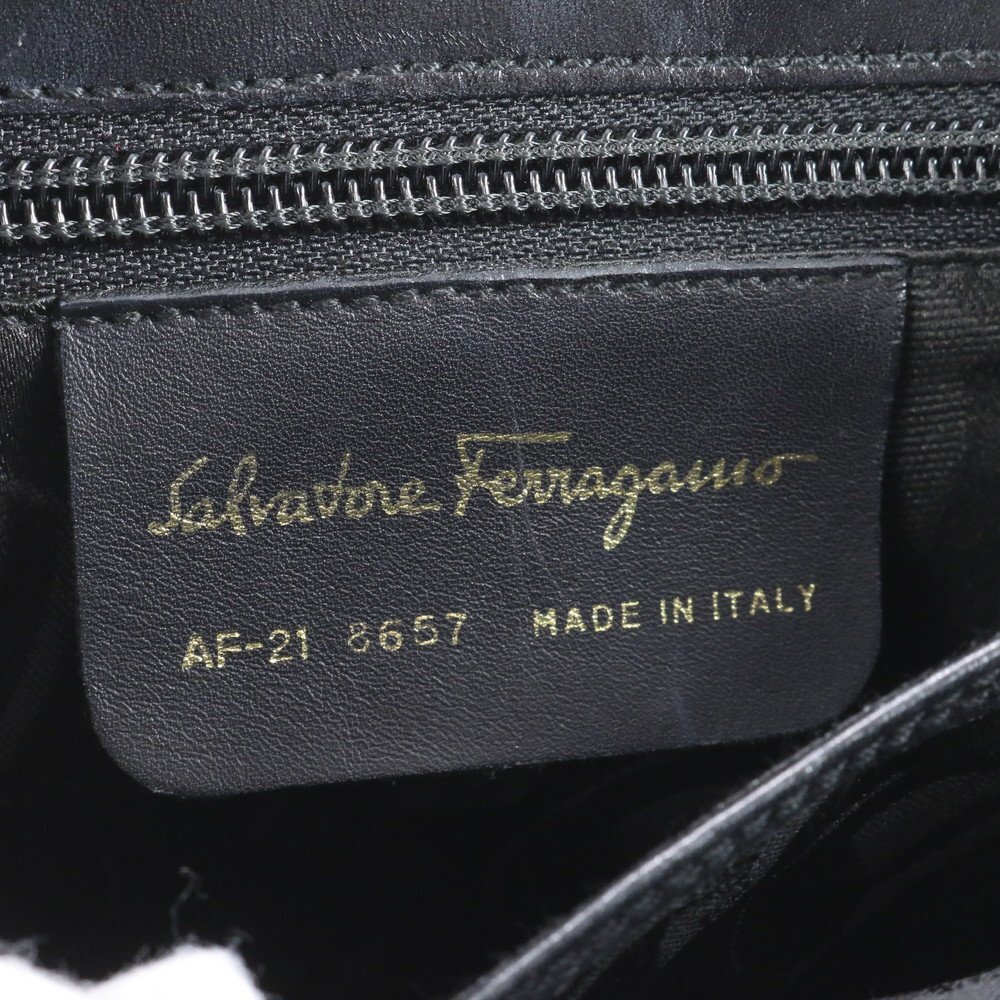 Salvatore Ferragamo
AF-21 8657 MADE IN ITALY